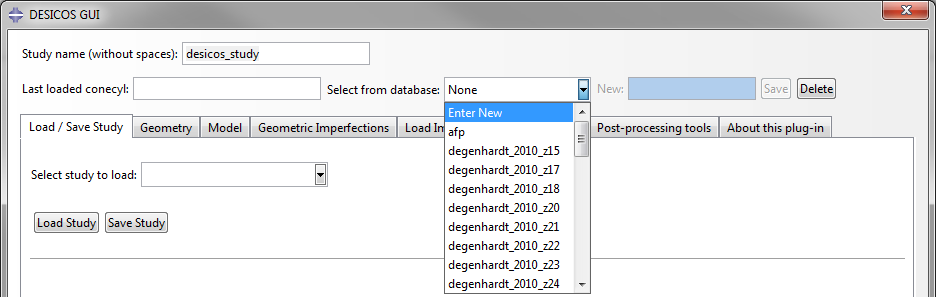 DESICOS GUI
Study name (without spaces): desicos_study
Last loaded conecyl: Select from database: None New: Save Delete
Load / Save Study Geometry Model Geometric Imperfections Load Im Post-processing tools About this plug-in
Enter New
afp
degenhardt_2010_z15
degenhardt_2010_z17
Select study to load:
degenhardt_2010_z18
degenhardt_2010_z20
Load Study Save Study
degenhardt_2010_z21
degenhardt_2010_z22
degenhardt_2010_z23
degenhardt_2010_z24